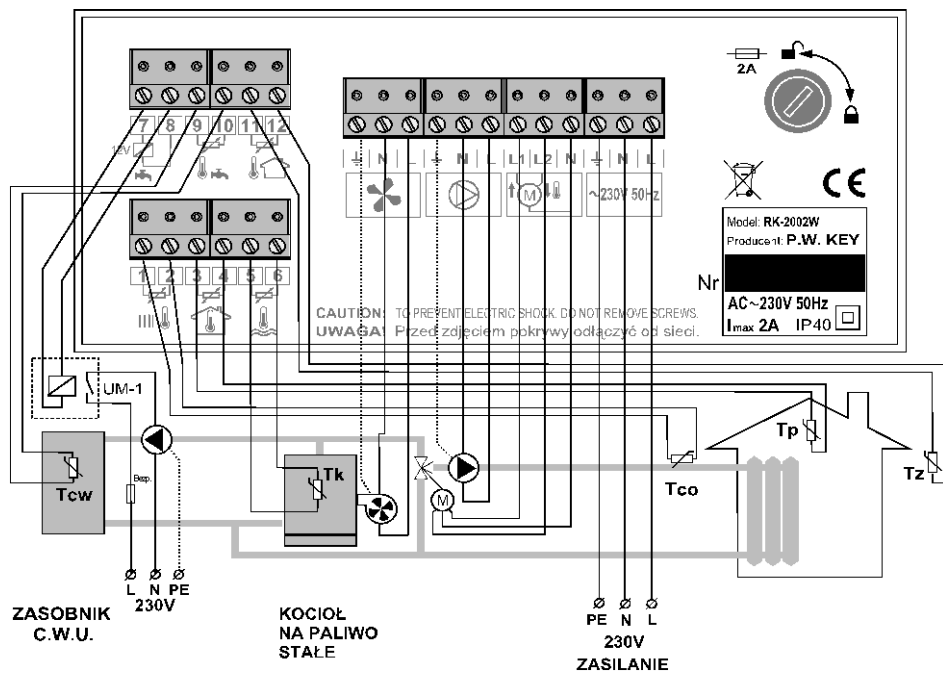 2A
7 8 9 10 11 12
12V
N L N L L1 L2 N N L
M
~230V 50Hz
1 2 3 4 5 6
Model: RK-2002W
Producent: P.W. KEY
Nr
AC~230V 50Hz
Imax 2A IP40
CAUTION: TO PREVENT ELECTRIC SHOCK. DO NOT REMOVE SCREWS.
UWAGA! Przed zdjęciem pokrywy odłączyć od sieci.
UM-1
Tcw
Bezp.
Tk
M
Tco
Tp
Tz
L N PE
230V
ZASOBNIK
C.W.U.
KOCIOŁ
NA PALIWO
STAŁE
PE N L
230V
ZASILANIE